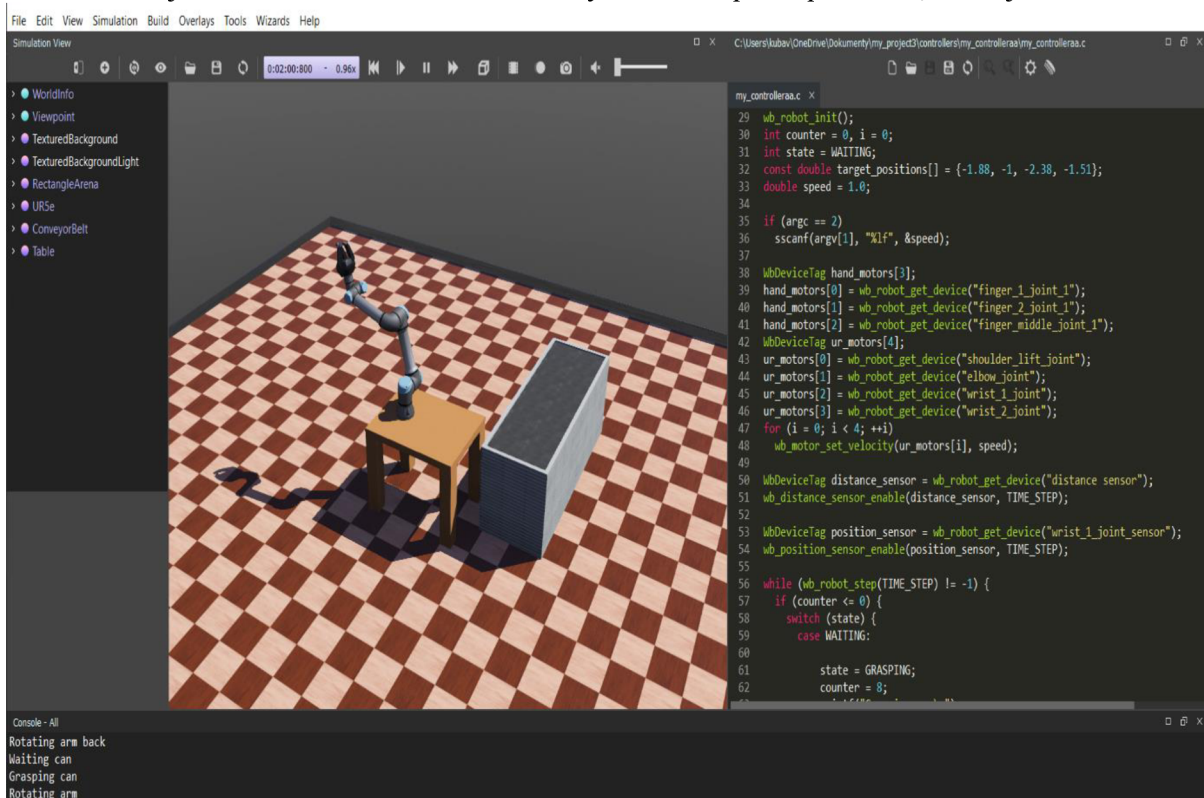 File Edit View Simulation Build Overlays Tools Wizards Help
Simulation View
0:02:00:800 - 0.96x
WorldInfo
Viewpoint
TexturedBackground
TexturedBackgroundLight
RectangleArena
UR5e
ConveyorBelt
Table
C:\Users\kubav\OneDrive\Dokumenty\my_project3\controllers\my_controlleraa\my_controlleraa.c
my_controlleraa.c
29 wb_robot_init();
30 int counter = 0, i = 0;
31 int state = WAITING;
32 const double target_positions[] = {-1.88, -1, -2.38, -1.51};
33 double speed = 1.0;
34
35 if (argc == 2)
36 sscanf(argv[1], "%lf", &speed);
37
38 WbDeviceTag hand_motors[3];
39 hand_motors[0] = wb_robot_get_device("finger_1_joint_1");
40 hand_motors[1] = wb_robot_get_device("finger_2_joint_1");
41 hand_motors[2] = wb_robot_get_device("finger_middle_joint_1");
42 WbDeviceTag ur_motors[4];
43 ur_motors[0] = wb_robot_get_device("shoulder_lift_joint");
44 ur_motors[1] = wb_robot_get_device("elbow_joint");
45 ur_motors[2] = wb_robot_get_device("wrist_1_joint");
46 ur_motors[3] = wb_robot_get_device("wrist_2_joint");
47 for (i = 0; i < 4; ++i)
48 wb_motor_set_velocity(ur_motors[i], speed);
49
50 WbDeviceTag distance_sensor = wb_robot_get_device("distance sensor");
51 wb_distance_sensor_enable(distance_sensor, TIME_STEP);
52
53 WbDeviceTag position_sensor = wb_robot_get_device("wrist_1_joint_sensor");
54 wb_position_sensor_enable(position_sensor, TIME_STEP);
55
56 while (wb_robot_step(TIME_STEP) != -1) {
57 if (counter <= 0) {
58 switch (state) {
59 case WAITING:
60
61 state = GRASPING;
62 counter = 8;
Console - All
Rotating arm back
Waiting can
Grasping can
Rotating arm